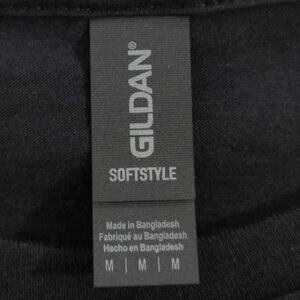 GILDAN®
SOFTSTYLE
Made in Bangladesh
Fabriqué au Bangladesh
Hecho en Bangladesh
M | M | M